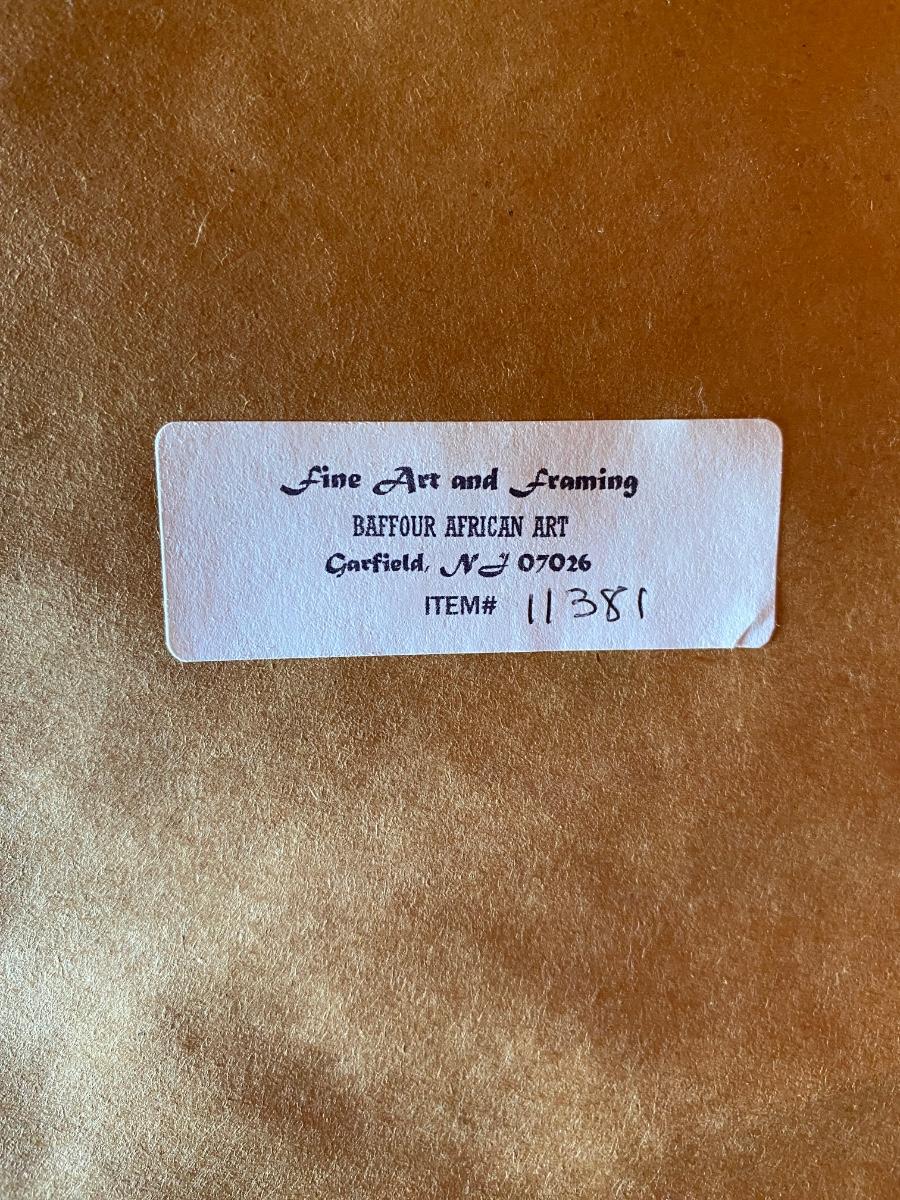 Fine Art and Framing
BAFFOUR AFRICAN ART
Garfield, NJ 07026
ITEM# 11381